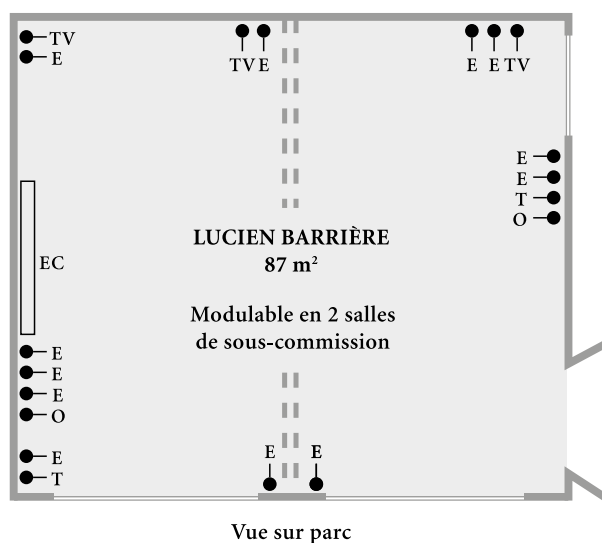 TV
E
TV E
E E TV
E
E
T
O
LUCIEN BARRIÈRE
87 m²
EC
Modulable en 2 salles
de sous-commission
E
E
E
O
E
T
E E
Vue sur parc